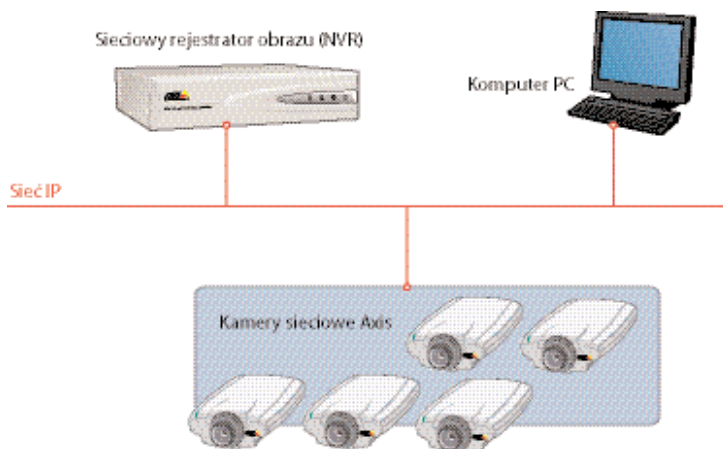 Sieciowy rejestrator obrazu (NVR)
Komputer PC
Sieć IP
Kamery sieciowe Axis